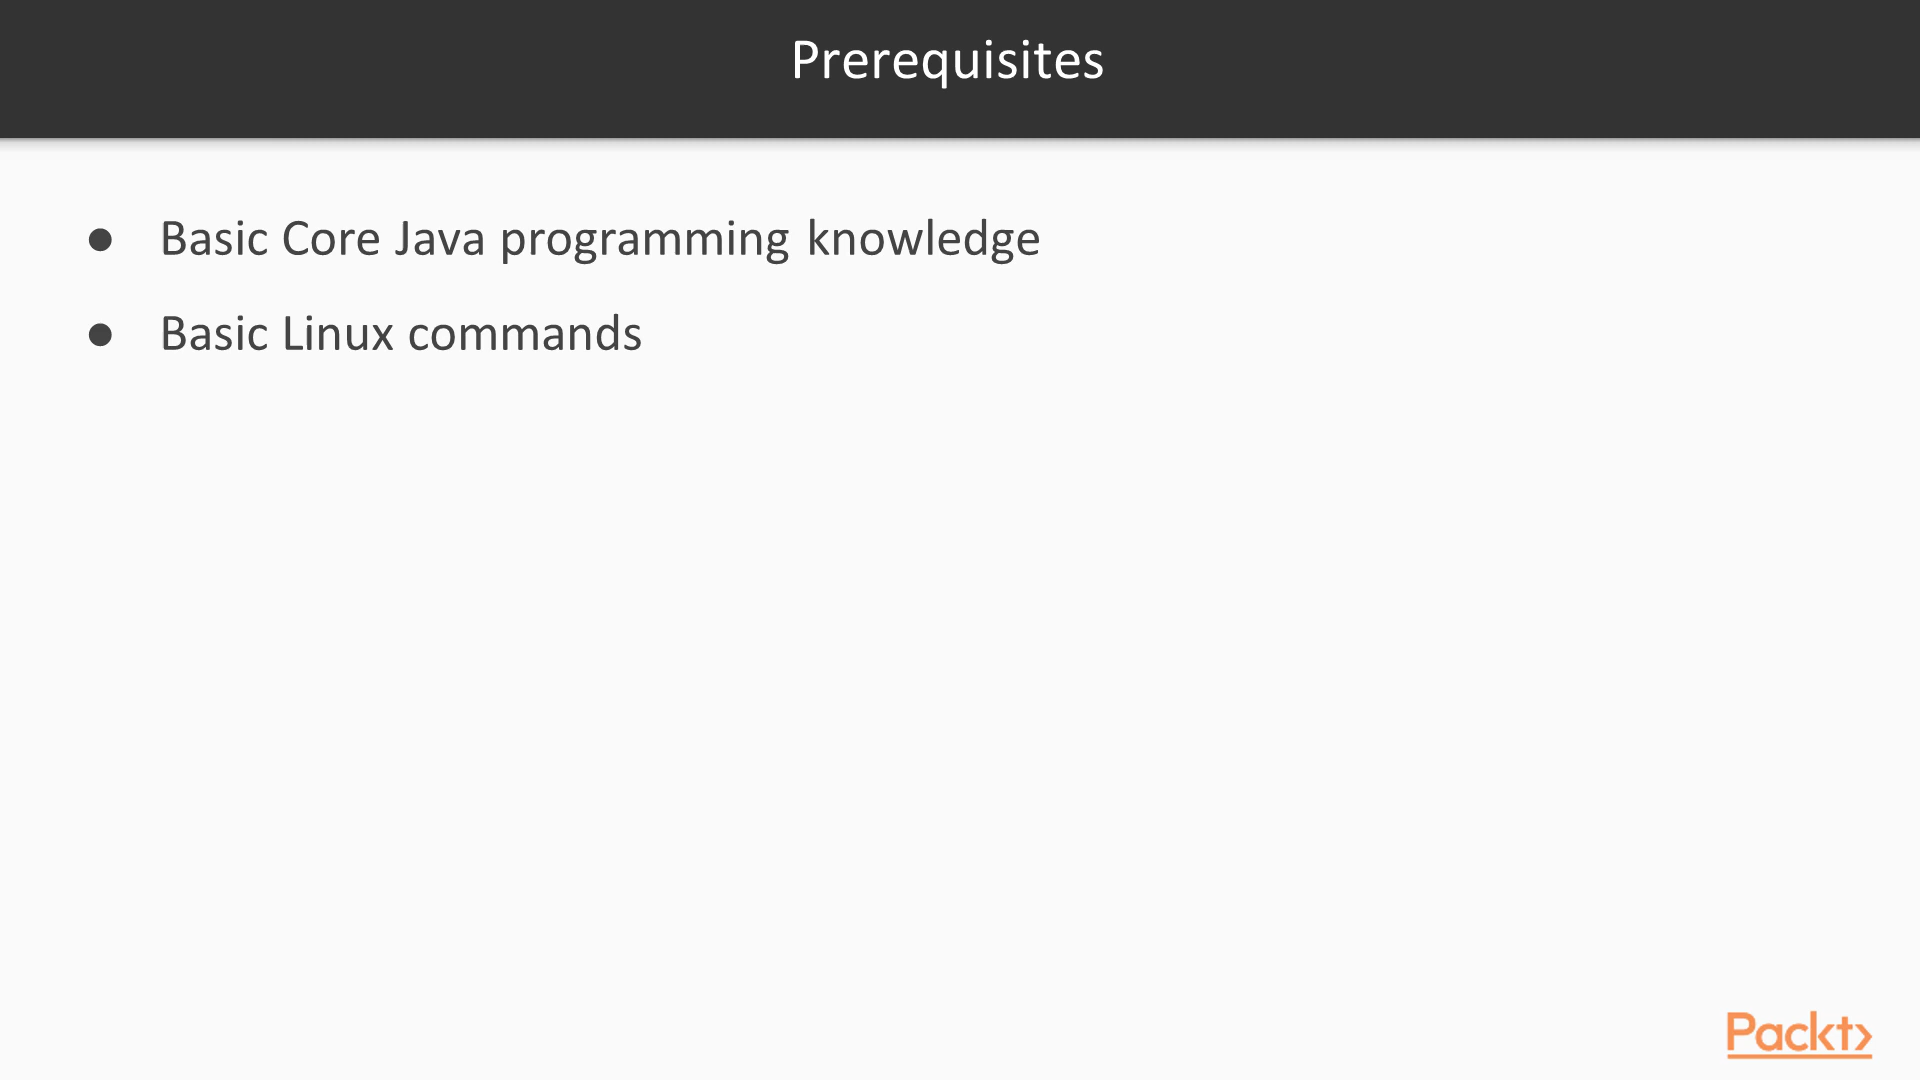 Prerequisites
● Basic Core Java programming knowledge
● Basic Linux commands
Packt>